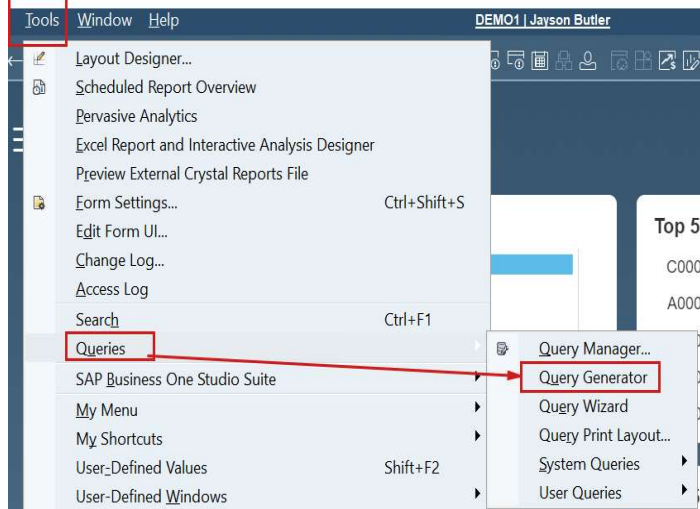 Tools Window Help DEMO1 | Jayson Butler
Layout Designer...
Scheduled Report Overview
Pervasive Analytics
Excel Report and Interactive Analysis Designer
Preview External Crystal Reports File
Form Settings... Ctrl+Shift+S
Edit Form UI...
Change Log...
Access Log
Search Ctrl+F1
Queries
SAP Business One Studio Suite
My Menu
My Shortcuts
User-Defined Values Shift+F2
User-Defined Windows
Query Manager...
Query Generator
Query Wizard
Query Print Layout...
System Queries
User Queries
Top 5
C000
A000